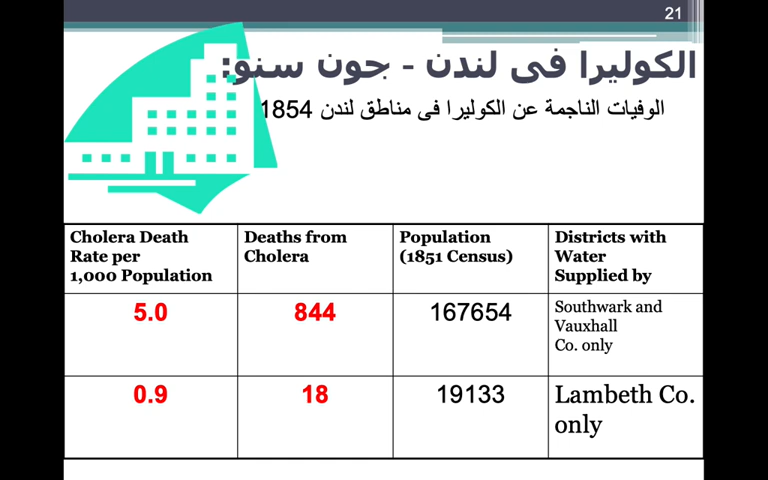 21
الكوليرا فى لندن - جون سنو:
الوفيات الناجمة عن الكوليرا فى مناطق لندن 1854
Cholera Death
Rate per
1,000 Population
Deaths from
Cholera
Population
(1851 Census)
Districts with
Water
Supplied by
5.0
844
167654
Southwark and
Vauxhall
Co. only
0.9
18
19133
Lambeth Co.
only